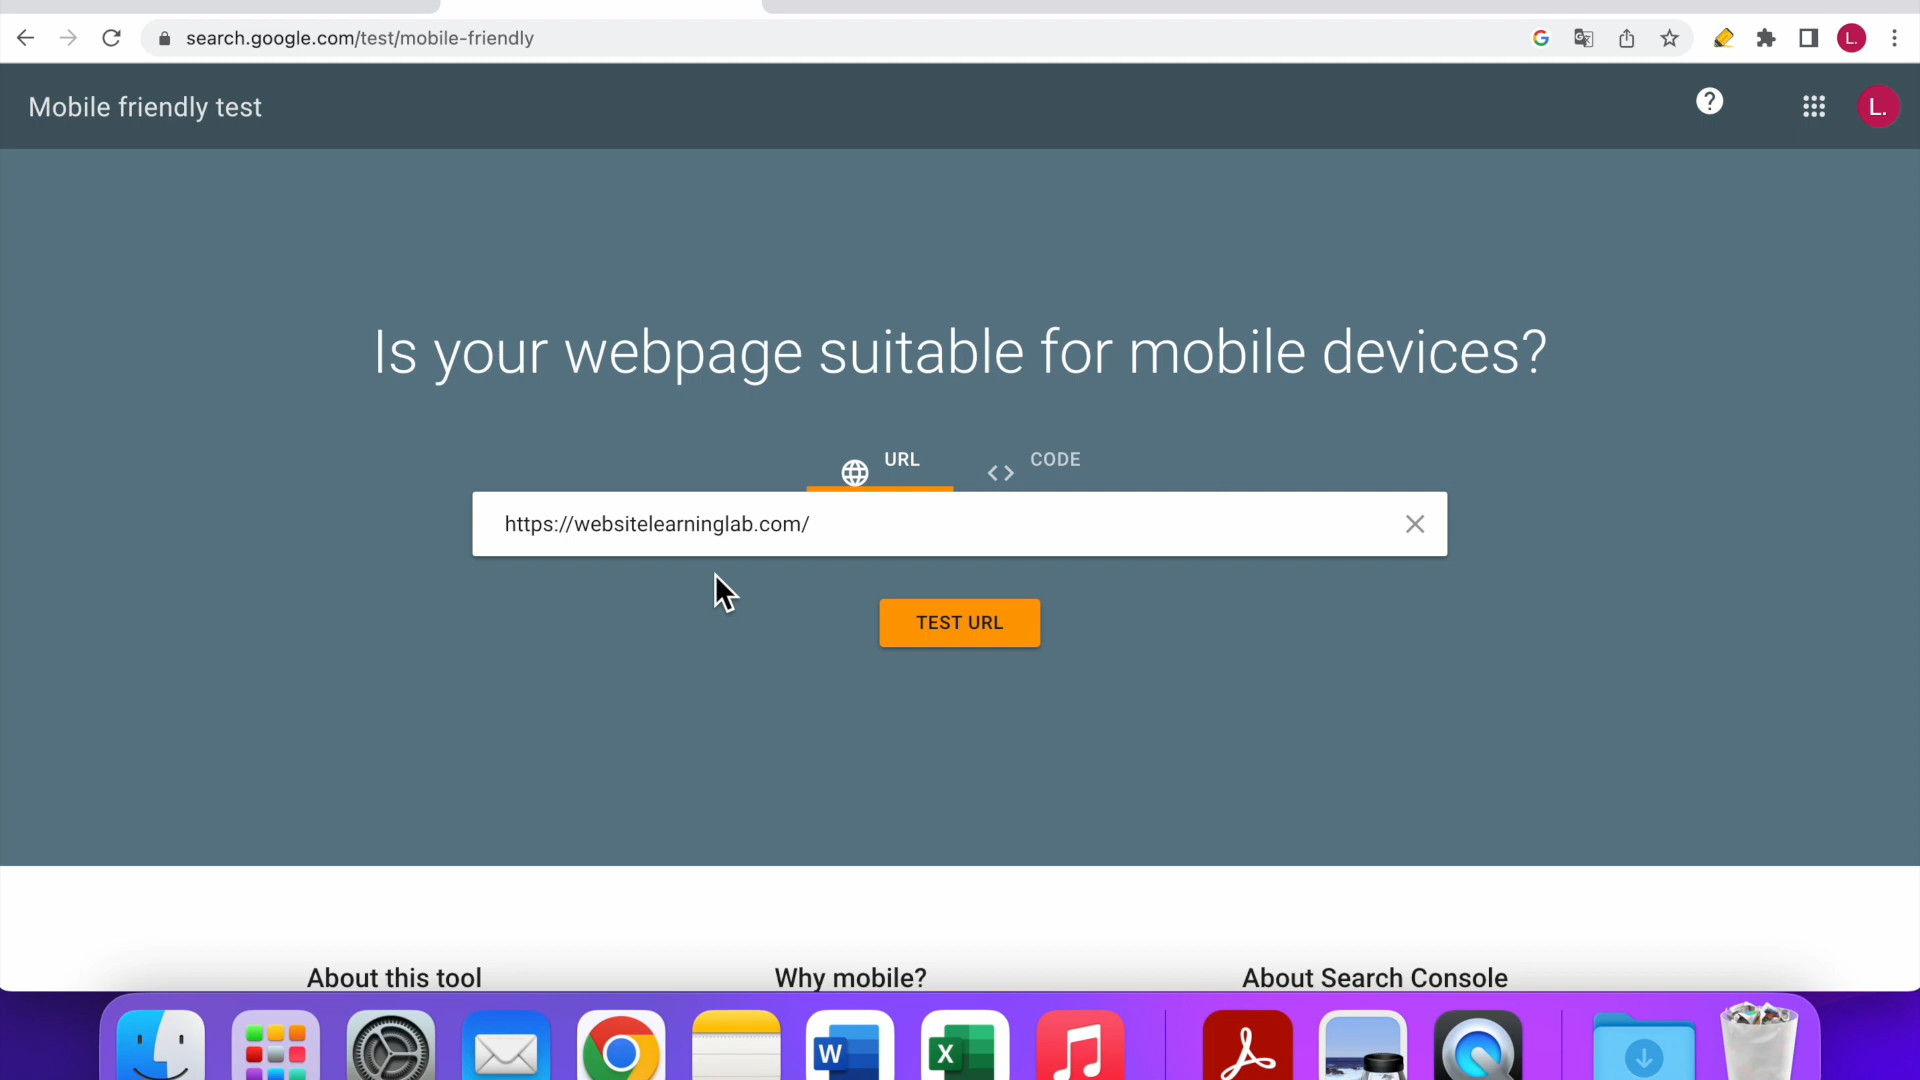 search.google.com/test/mobile-friendly
L.
Mobile friendly test
L.
Is your webpage suitable for mobile devices?
URL
CODE
https://websitelearninglab.com/
TEST URL
About this tool
Why mobile?
About Search Console
W
X